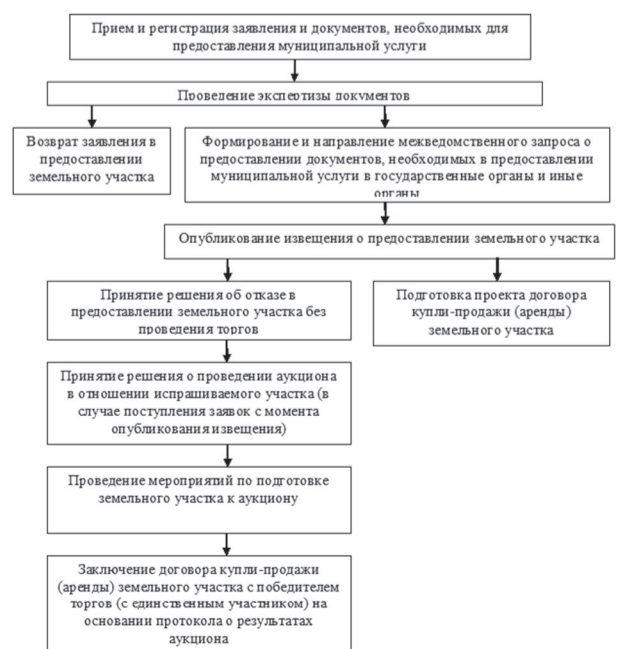 Прием и регистрация заявления и документов, необходимых для
предоставления муниципальной услуги
Проведение экспертизы документов
Возврат заявления в
предоставлении
земельного участка
Формирование и направление межведомственного запроса о
предоставлении документов, необходимых в предоставлении
муниципальной услуги в государственные органы и иные
органы
Опубликование извещения о предоставлении земельного участка
Принятие решения об отказе в
предоставлении земельного участка без
проведения торгов
Подготовка проекта договора
купли-продажи (аренды)
земельного участка
Принятие решения о проведении аукциона
в отношении испрашиваемого участка (в
случае поступления заявок с момента
опубликования извещения)
Проведение мероприятий по подготовке
земельного участка к аукциону
Заключение договора купли-продажи
(аренды) земельного участка с победителем
торгов (с единственным участником) на
основании протокола о результатах
аукциона